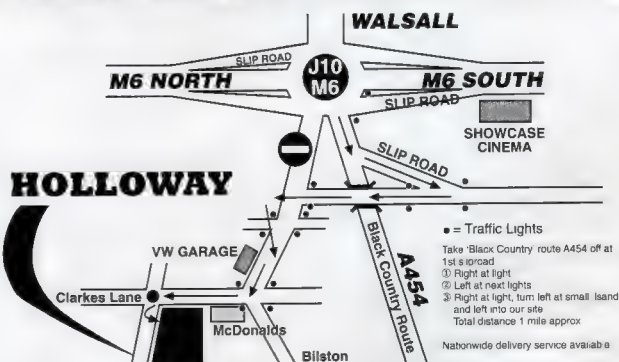 WALSALL
SLIP ROAD
J10
M6
M6 NORTH
M6 SOUTH
SLIP ROAD
SHOWCASE
CINEMA
SLIP ROAD
HOLLOWAY
= Traffic Lights
VW GARAGE
Black Country Route
A454
Take 'Black Country' route A454 off at
1st
① Right at light
② Left at next lights
③ Right at light, turn left at small Island
and left into our site
Total distance 1 mile approx
Clarkes Lane
McDonalds
Nationwide delivery service available
Bilston